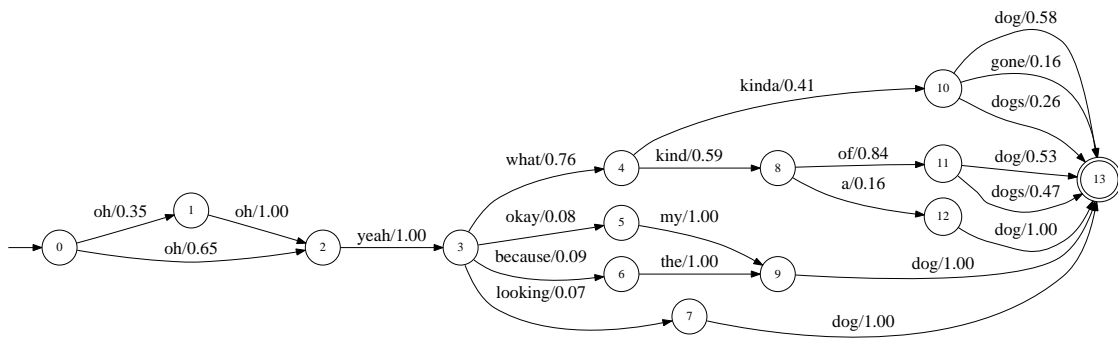 dog/0.58
gone/0.16
kinda/0.41
10
dogs/0.26
what/0.76
4
kind/0.59
8
of/0.84
11
dog/0.53
13
a/0.16
dogs/0.47
oh/0.35
1
oh/1.00
okay/0.08
5
my/1.00
12
dog/1.00
0
oh/0.65
2
yeah/1.00
3
because/0.09
6
the/1.00
9
dog/1.00
looking/0.07
7
dog/1.00